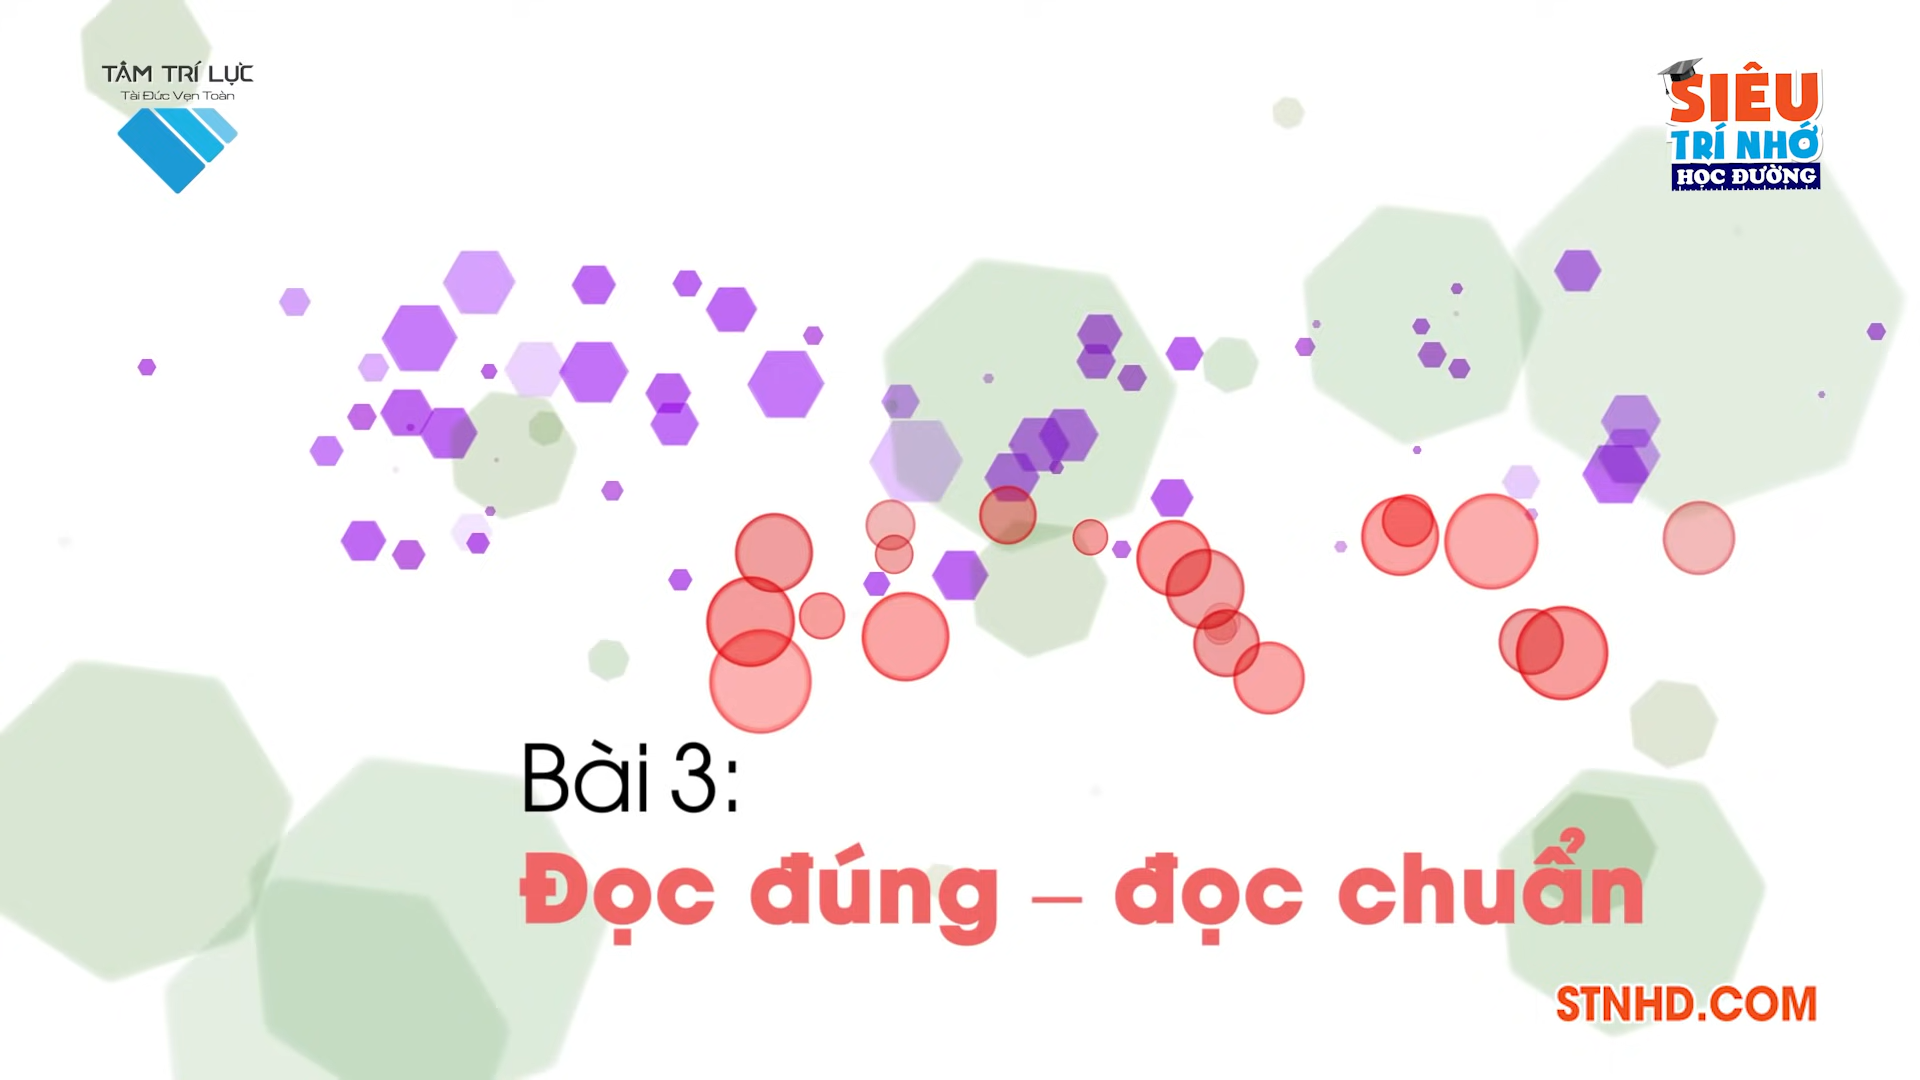 TÂM TRÍ LỰC
Tài Đức Vẹn Toàn
SIÊU
TRÍ NHỚ
HỌC ĐƯỜNG
Bài 3:
Đọc đúng – đọc chuẩn
STNHD.COM